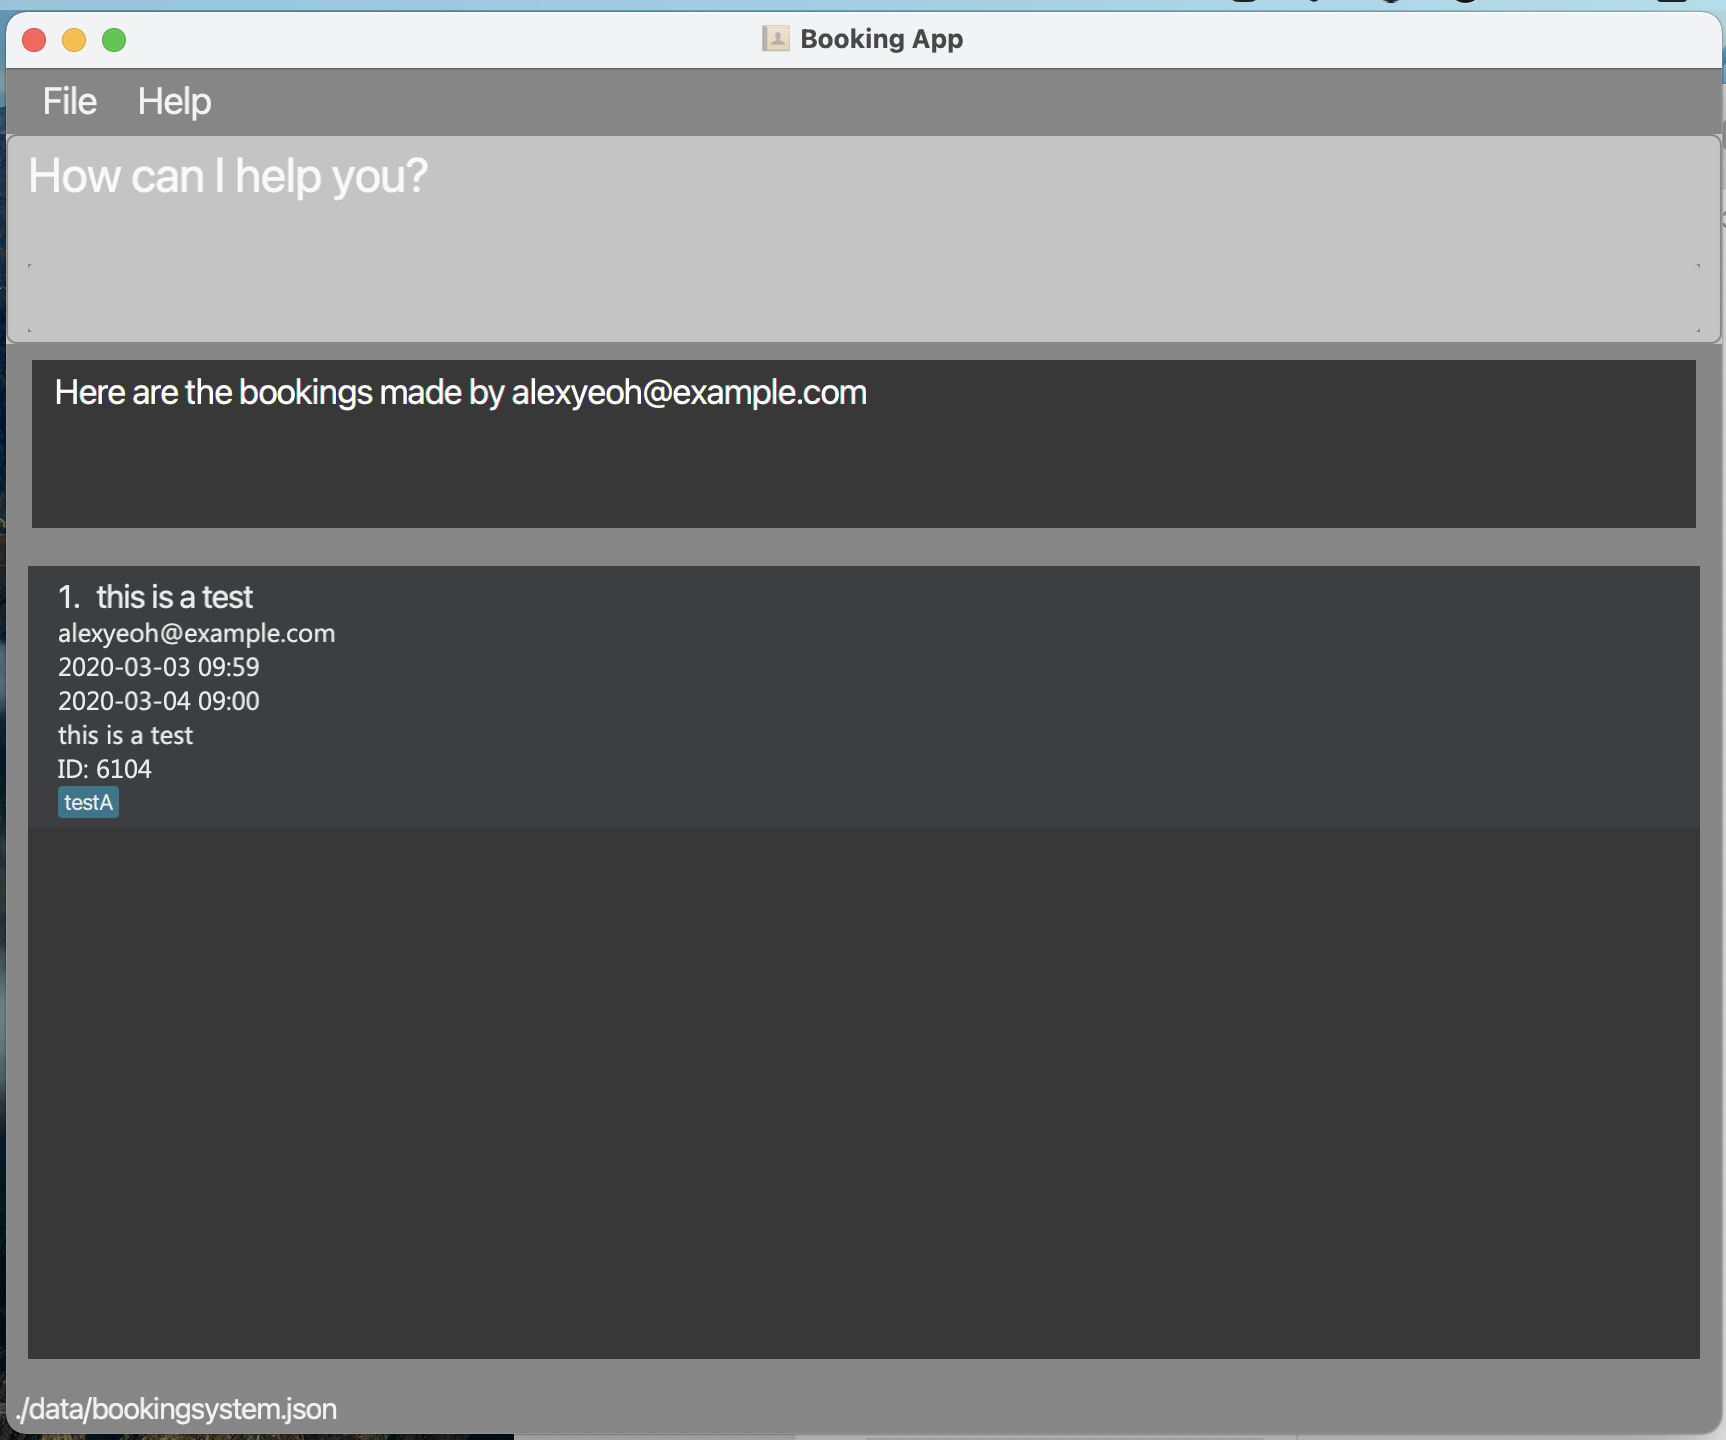 Booking App
File Help
How can I help you?
Here are the bookings made by alexyeoh@example.com
1. this is a test
alexyeoh@example.com
2020-03-03 09:59
2020-03-04 09:00
this is a test
ID: 6104
testA
./data/bookingsystem.json